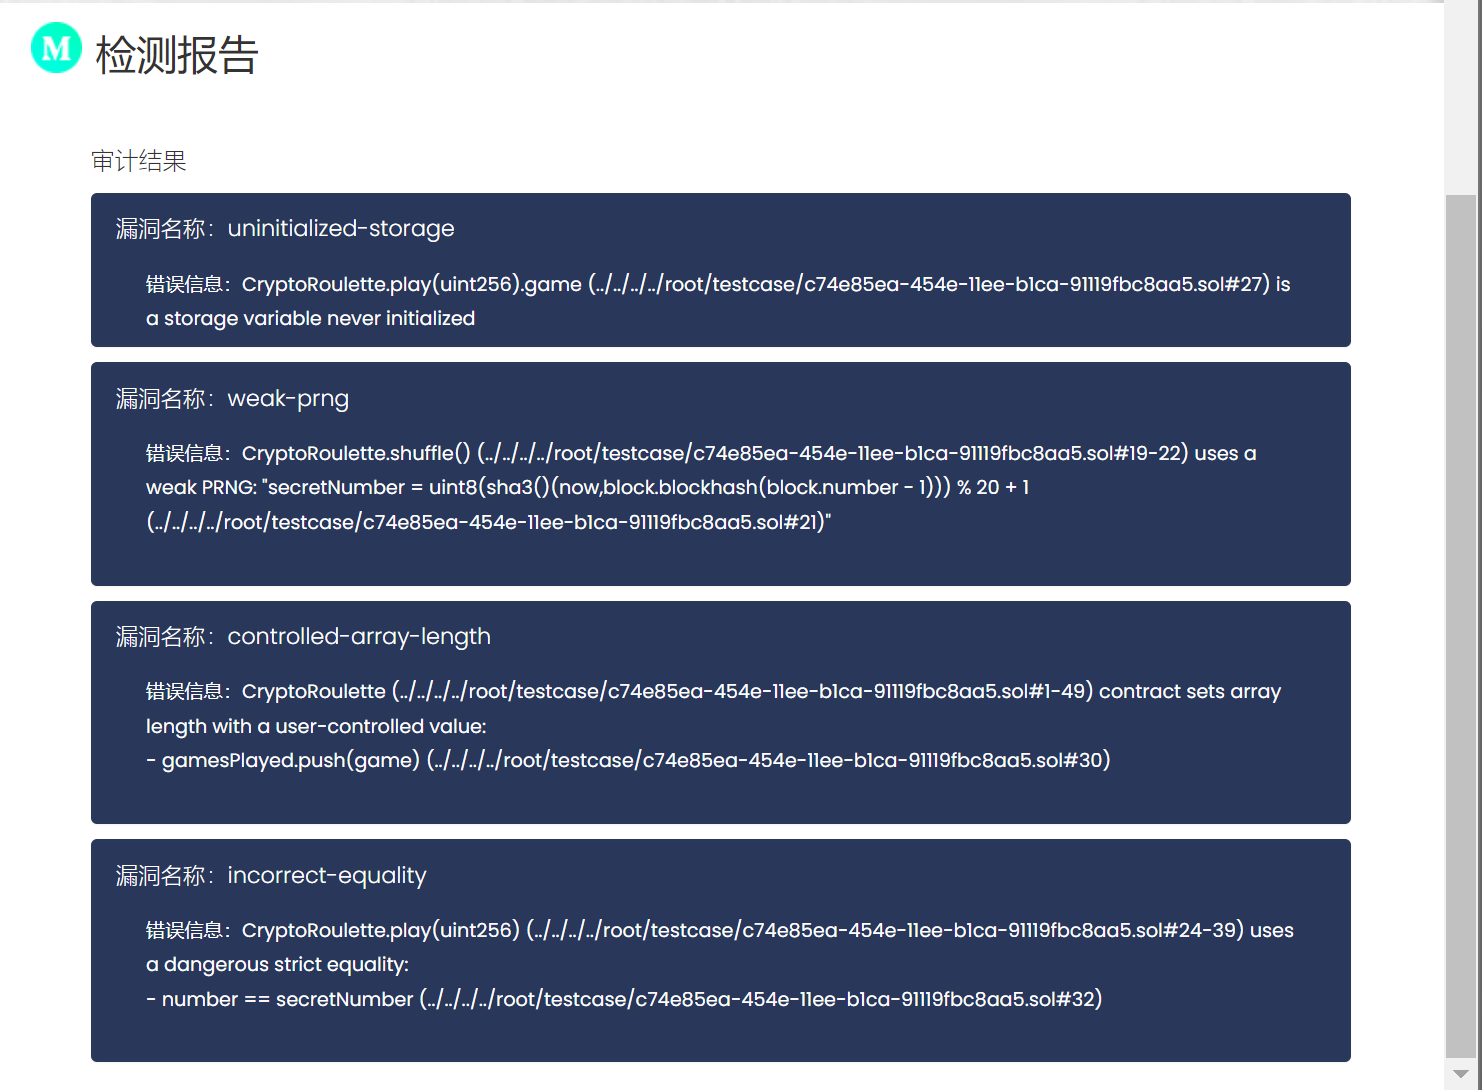 M 检测报告
审计结果
漏洞名称：uninitialized-storage
错误信息：CryptoRoulette.play(uint256).game (../../../../root/testcase/c74e85ea-454e-11ee-b1ca-91119fbc8aa5.sol#27) is
a storage variable never initialized
漏洞名称：weak-prng
错误信息：CryptoRoulette.shuffle() (../../../../root/testcase/c74e85ea-454e-11ee-b1ca-91119fbc8aa5.sol#19-22) uses a
weak PRNG: "secretNumber = uint8(sha3()(now,block.blockhash(block.number - 1))) % 20 + 1
(../../../../root/testcase/c74e85ea-454e-11ee-b1ca-91119fbc8aa5.sol#21)"
漏洞名称：controlled-array-length
错误信息：CryptoRoulette (../../../../root/testcase/c74e85ea-454e-11ee-b1ca-91119fbc8aa5.sol#1-49) contract sets array
length with a user-controlled value:
- gamesPlayed.push(game) (../../../../root/testcase/c74e85ea-454e-11ee-b1ca-91119fbc8aa5.sol#30)
漏洞名称：incorrect-equality
错误信息：CryptoRoulette.play(uint256) (../../../../root/testcase/c74e85ea-454e-11ee-b1ca-91119fbc8aa5.sol#24-39) uses
a dangerous strict equality:
- number == secretNumber (../../../../root/testcase/c74e85ea-454e-11ee-b1ca-91119fbc8aa5.sol#32)